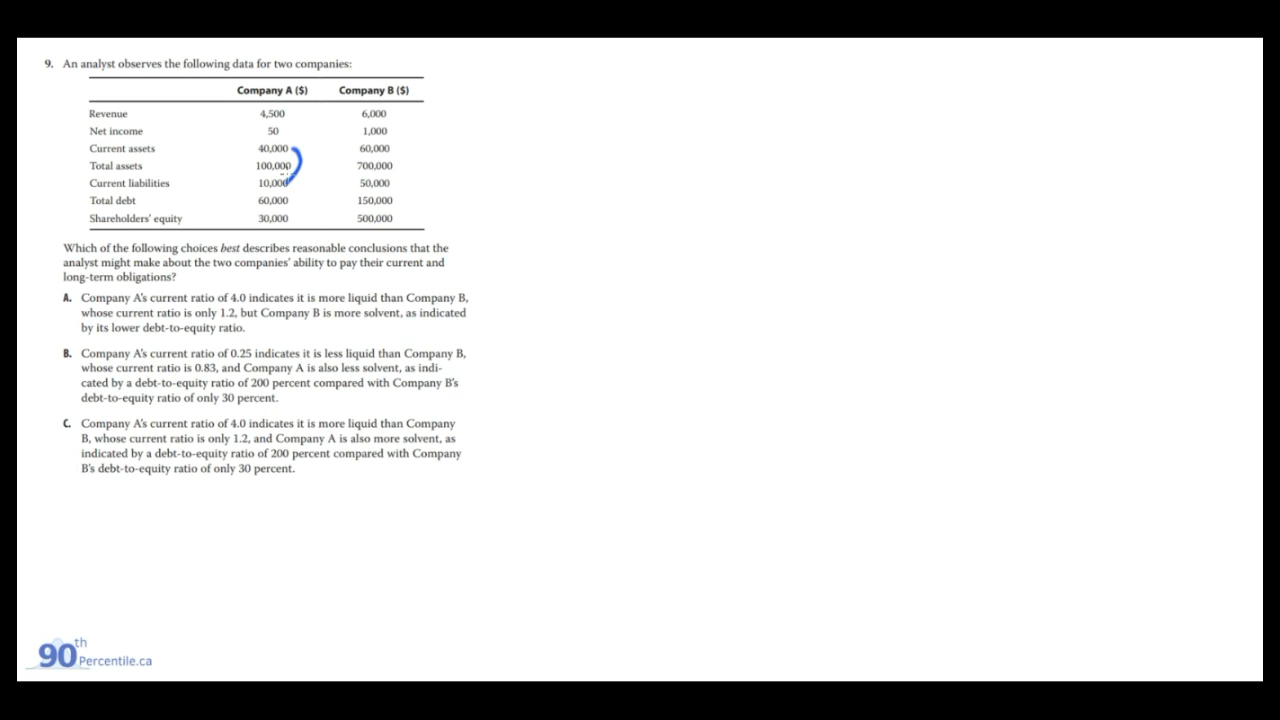 9. An analyst observes the following data for two companies:
Company A ($) Company B ($)
Revenue 4,500 6,000
Net income 50 1,000
Current assets 40,000 60,000
Total assets 100,000 700,000
Current liabilities 10,000 50,000
Total debt 60,000 150,000
Shareholders' equity 30,000 500,000
Which of the following choices best describes reasonable conclusions that the
analyst might make about the two companies' ability to pay their current and
long-term obligations?
A. Company A's current ratio of 4.0 indicates it is more liquid than Company B,
whose current ratio is only 1.2, but Company B is more solvent, as indicated
by its lower debt-to-equity ratio.
B. Company A's current ratio of 0.25 indicates it is less liquid than Company B,
whose current ratio is 0.83, and Company A is also less solvent, as indi-
cated by a debt-to-equity ratio of 200 percent compared with Company B's
debt-to-equity ratio of only 30 percent.
C. Company A's current ratio of 4.0 indicates it is more liquid than Company
B, whose current ratio is only 1.2, and Company A is also more solvent, as
indicated by a debt-to-equity ratio of 200 percent compared with Company
B's debt-to-equity ratio of only 30 percent.
90th
Percentile.ca